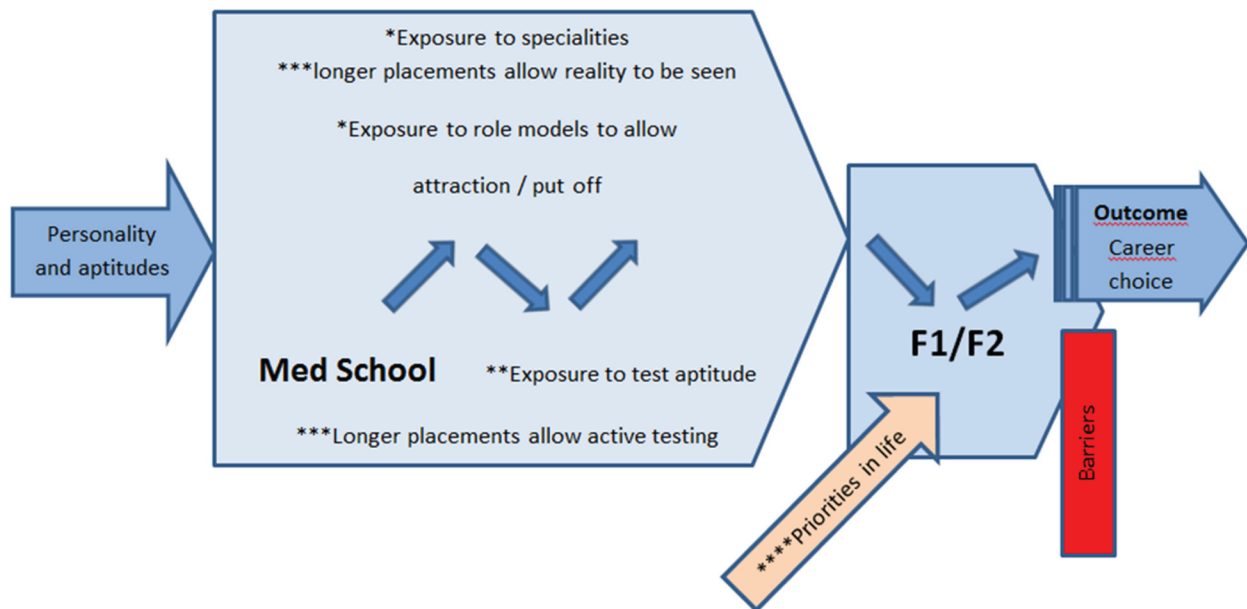 Personality
and aptitudes
*Exposure to specialities
***longer placements allow reality to be seen
*Exposure to role models to allow
attraction / put off
Med School
**Exposure to test aptitude
***Longer placements allow active testing
F1/F2
****Priorities in life
Outcome
Career
choice
Barriers